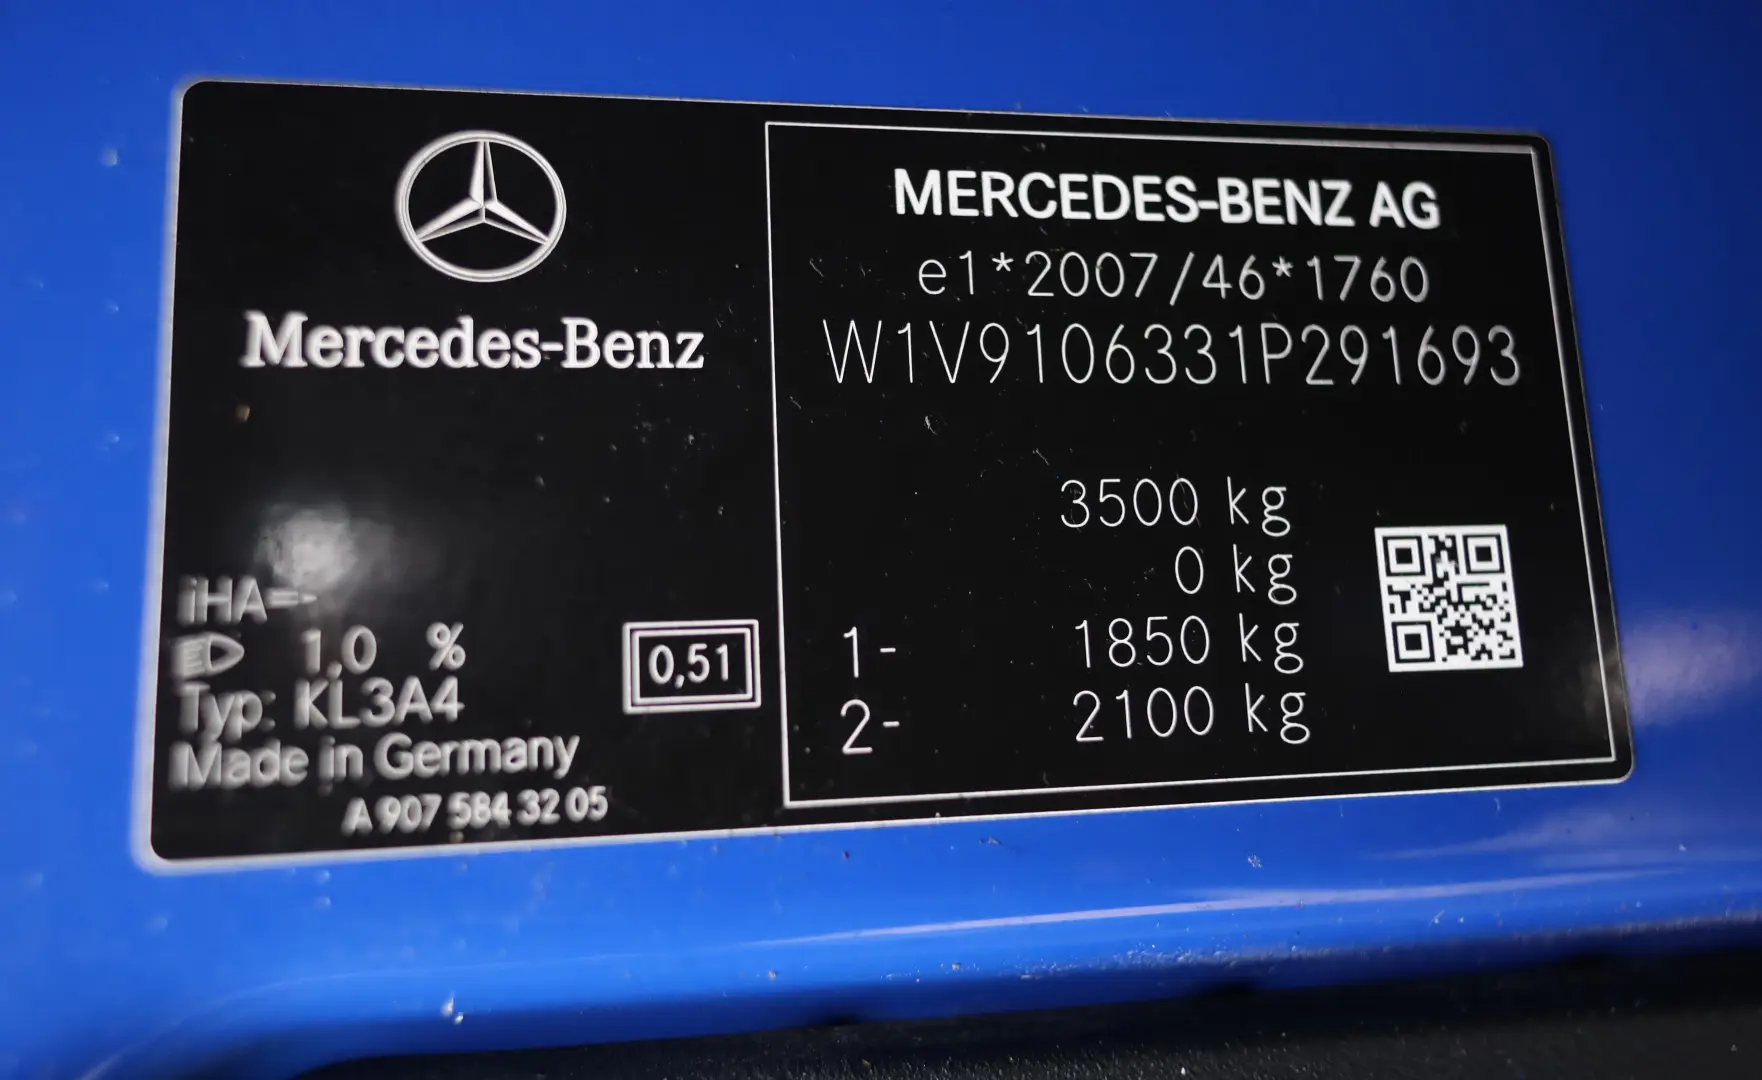 Mercedes-Benz
iHA=-
1,0 %
Typ: KL3A4
Made in Germany
A 907 584 32 05
0,51
MERCEDES-BENZ AG
e1*2007/46*1760
W1V9106331P291693
3500 kg
0 kg
1- 1850 kg
2- 2100 kg